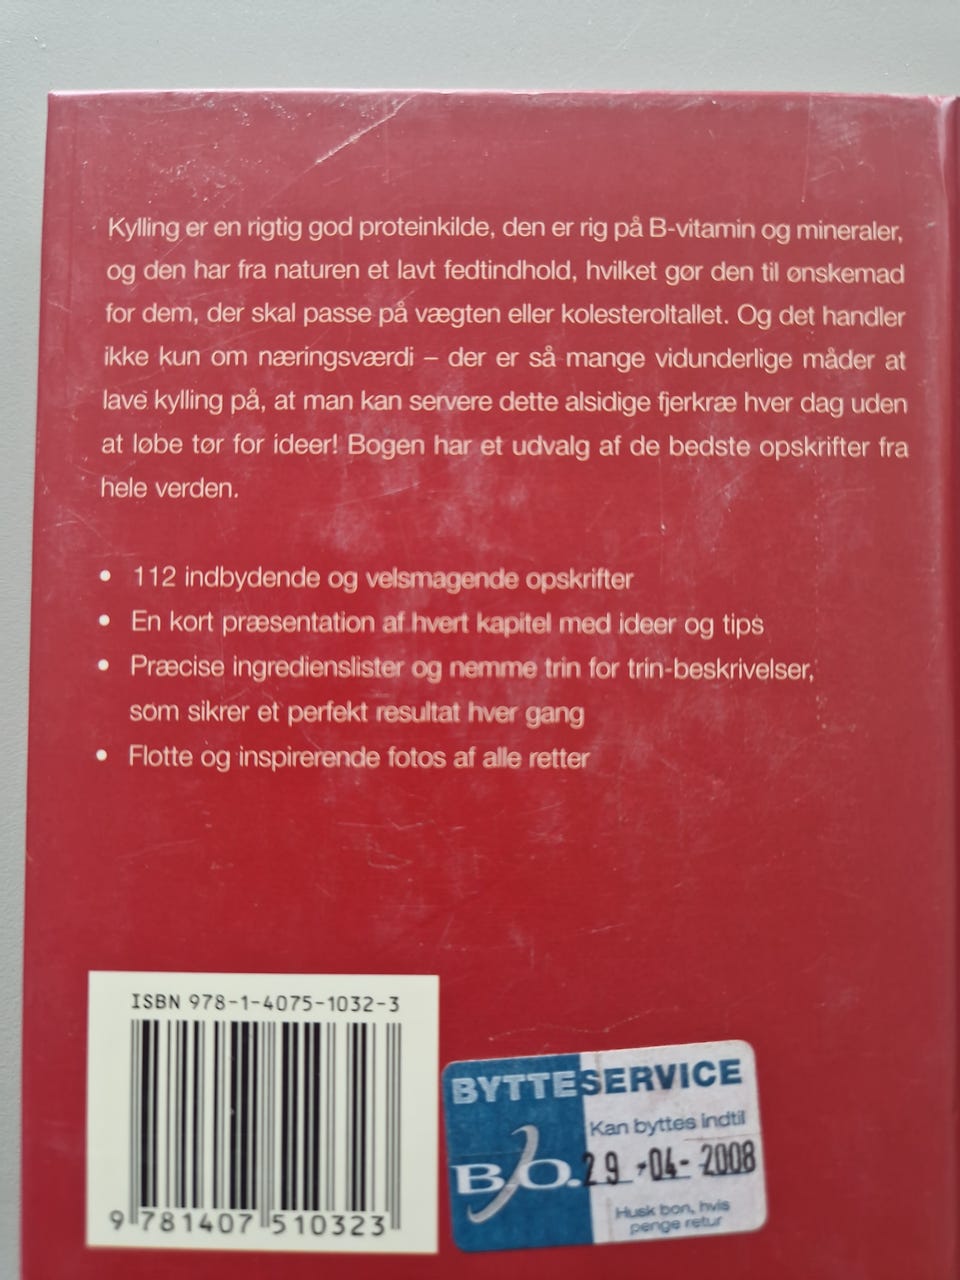 Kylling er en rigtig god proteinkilde, den er rig på B-vitamin og mineraler,
og den har fra naturen et lavt fedtindhold, hvilket gør den til ønskemad
for dem, der skal passe på vægten eller kolesteroltallet. Og det handler
ikke kun om næringsværdi – der er så mange vidunderlige måder at
lave kylling på, at man kan servere dette alsidige fjerkræ hver dag uden
at løbe tør for ideer! Bogen har et udvalg af de bedste opskrifter fra
hele verden.
• 112 indbydende og velsmagende opskrifter
• En kort præsentation af hvert kapitel med ideer og tips
• Præcise ingredienslister og nemme trin for trin-beskrivelser,
som sikrer et perfekt resultat hver gang
• Flotte og inspirerende fotos af alle retter
ISBN 978-1-4075-1032-3
9 781407 510323
BYTTESERVICE
Kan byttes indtil
B.O.
29 -04- 2008
Husk bon, hvis
penge retur